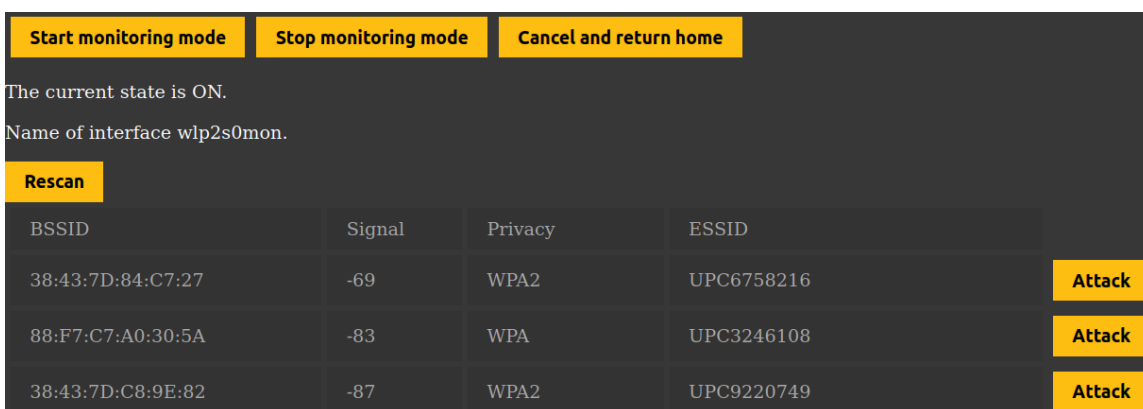 Start monitoring mode Stop monitoring mode Cancel and return home
The current state is ON.
Name of interface wlp2s0mon.
Rescan
BSSID Signal Privacy ESSID
38:43:7D:84:C7:27 -69 WPA2 UPC6758216 Attack
88:F7:C7:A0:30:5A -83 WPA UPC3246108 Attack
38:43:7D:C8:9E:82 -87 WPA2 UPC9220749 Attack